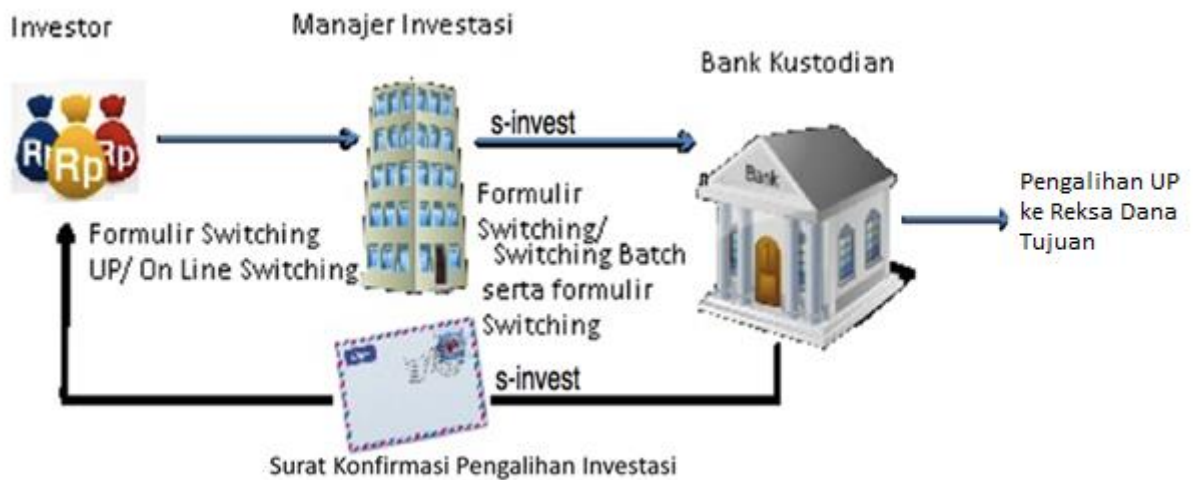 Investor
Manajer Investasi
Bank Kustodian
Rp
Rp
Rp
s-invest
Bank
Formulir Switching
UP/ On Line Switching
Formulir
Switching/
Switching Batch
serta formulir
Switching
Pengalihan UP
ke Reksa Dana
Tujuan
s-invest
Surat Konfirmasi Pengalihan Investasi